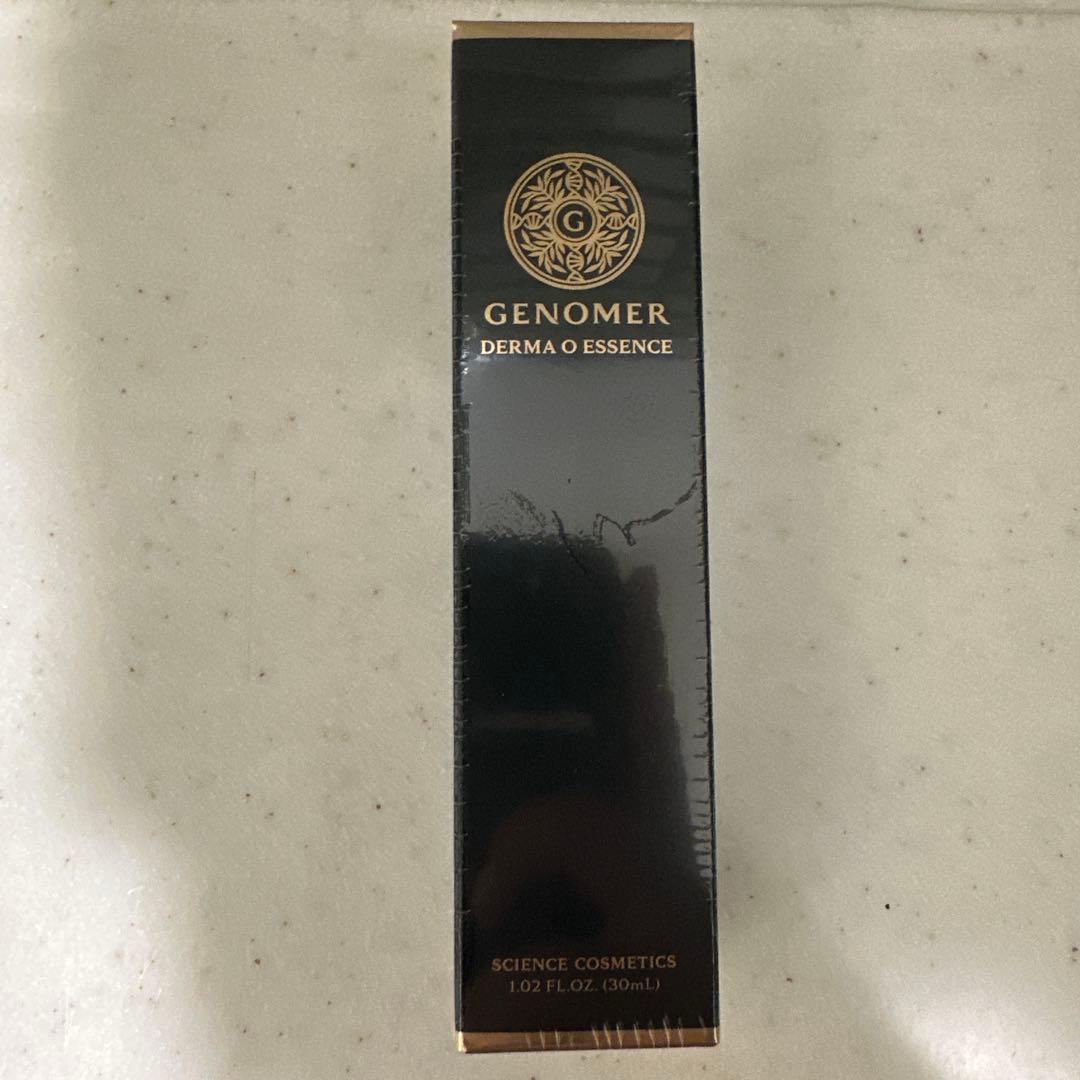 G
GENOMER
DERMA O ESSENCE
SCIENCE COSMETICS
1.02 FL.OZ. (30mL)